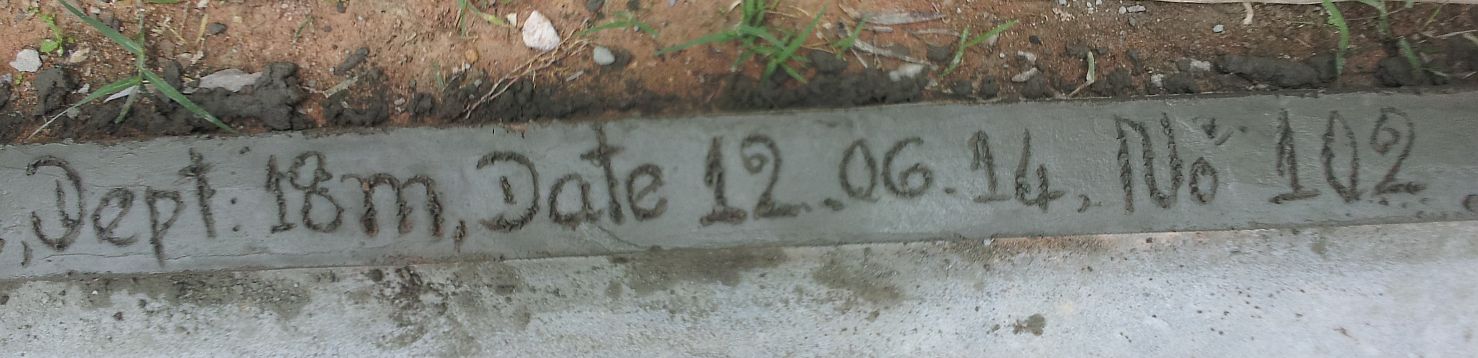 , Dept: 18m, Date 12.06.14, No 102.